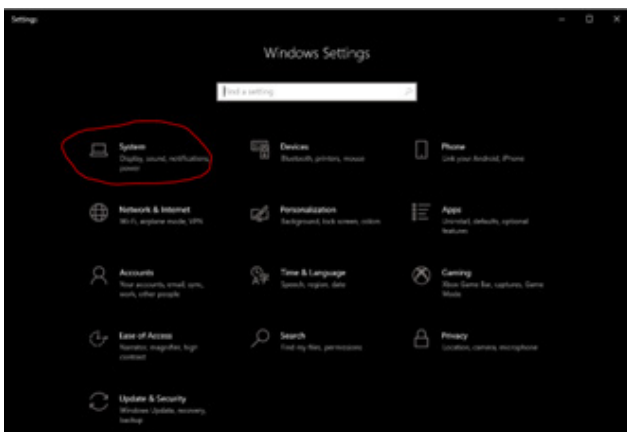 Settings
Windows Settings
Find a setting
System
Display, sound, notifications,
power
Devices
Bluetooth, printers, mouse
Phone
Link your Android, iPhone
Network & Internet
Wi-Fi, airplane mode, VPN
Personalization
Background, lock screen, colors
Apps
Uninstall, defaults, optional
features
Accounts
Your accounts, email, sync,
work, other people
Time & Language
Speech, region, date
Gaming
Xbox Game Bar, captures, Game
Mode
Ease of Access
Narrator, magnifier, high
contrast
Search
Find my files, permissions
Privacy
Location, camera, microphone
Update & Security
Windows Update, recovery,
backup